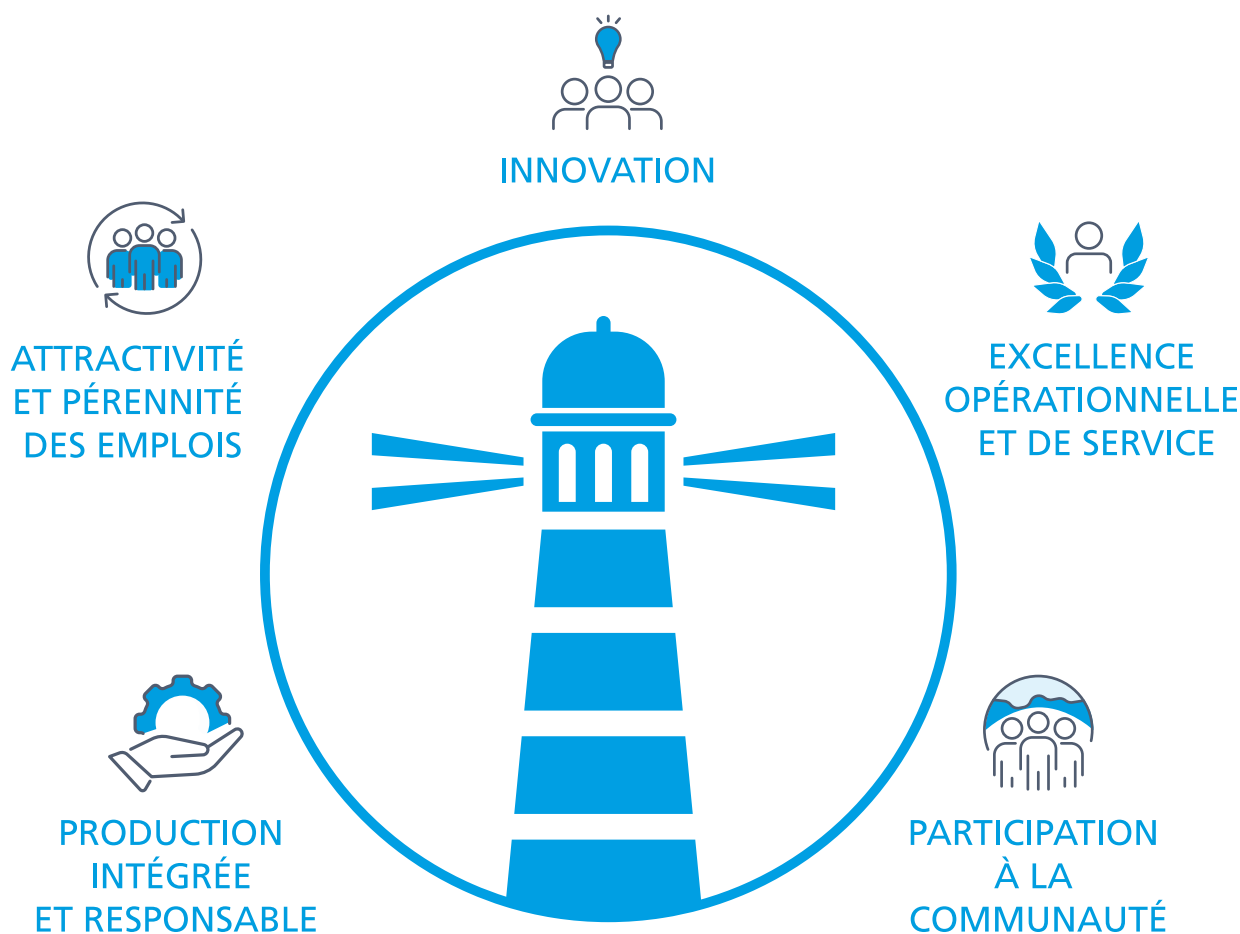 INNOVATION
ATTRACTIVITÉ
ET PÉRENNITÉ
DES EMPLOIS
EXCELLENCE
OPÉRATIONNELLE
ET DE SERVICE
PRODUCTION
INTÉGRÉE
ET RESPONSABLE
PARTICIPATION
À LA
COMMUNAUTÉ